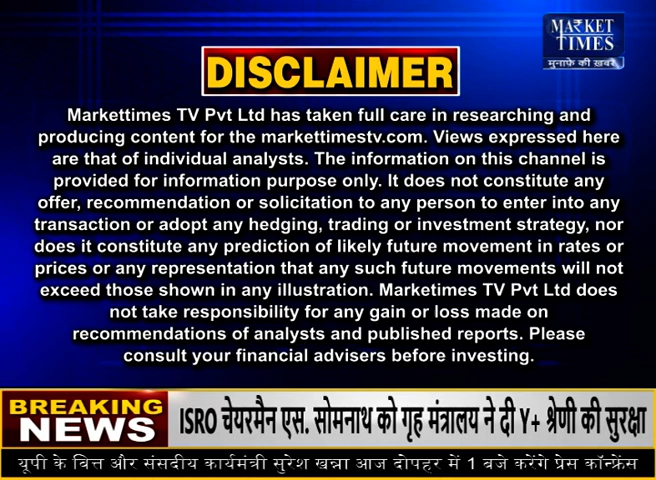 MARKET
TIMES
मुनाफे की ख़बर
DISCLAIMER
Markettimes TV Pvt Ltd has taken full care in researching and
producing content for the markettimestv.com. Views expressed here
are that of individual analysts. The information on this channel is
provided for information purpose only. It does not constitute any
offer, recommendation or solicitation to any person to enter into any
transaction or adopt any hedging, trading or investment strategy, nor
does it constitute any prediction of likely future movement in rates or
prices or any representation that any such future movements will not
exceed those shown in any illustration. Marketimes TV Pvt Ltd does
not take responsibility for any gain or loss made on
recommendations of analysts and published reports. Please
consult your financial advisers before investing.
BREAKING
NEWS
ISRO चेयरमैन एस. सोमनाथ को गृह मंत्रालय ने दी Y+ श्रेणी की सुरक्षा
यूपी के वित्त और संसदीय कार्यमंत्री सुरेश खन्ना आज दोपहर में 1 बजे करेंगे प्रेस कॉन्फ्रेंस